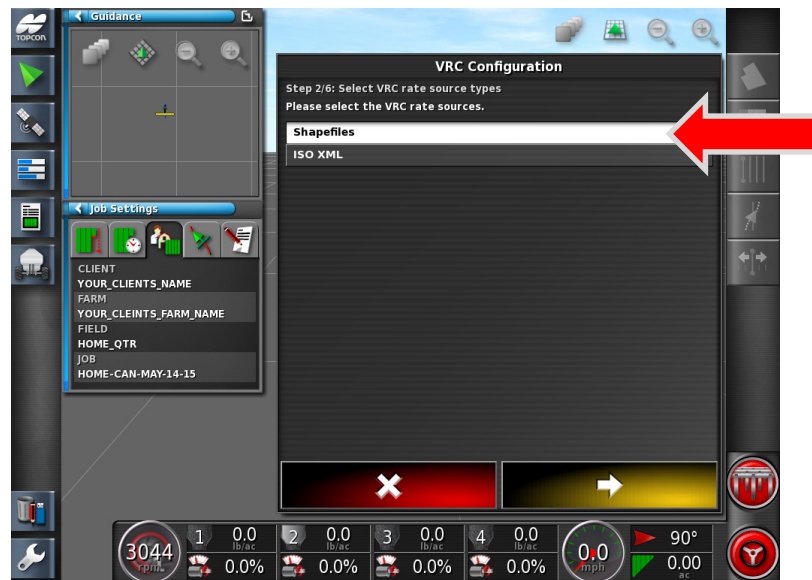 TOPCON
Guidance
VRC Configuration
Step 2/6: Select VRC rate source types
Please select the VRC rate sources.
Shapefiles
ISO XML
Job Settings
CLIENT
YOUR_CLIENTS_NAME
FARM
YOUR_CLEINTS_FARM_NAME
FIELD
HOME_QTR
JOB
HOME-CAN-MAY-14-15
3044
rpm
1 0.0
lb/ac
0.0%
2 0.0
lb/ac
0.0%
3 0.0
lb/ac
0.0%
4 0.0
lb/ac
0.0%
0.0
mph
90°
0.00
ac